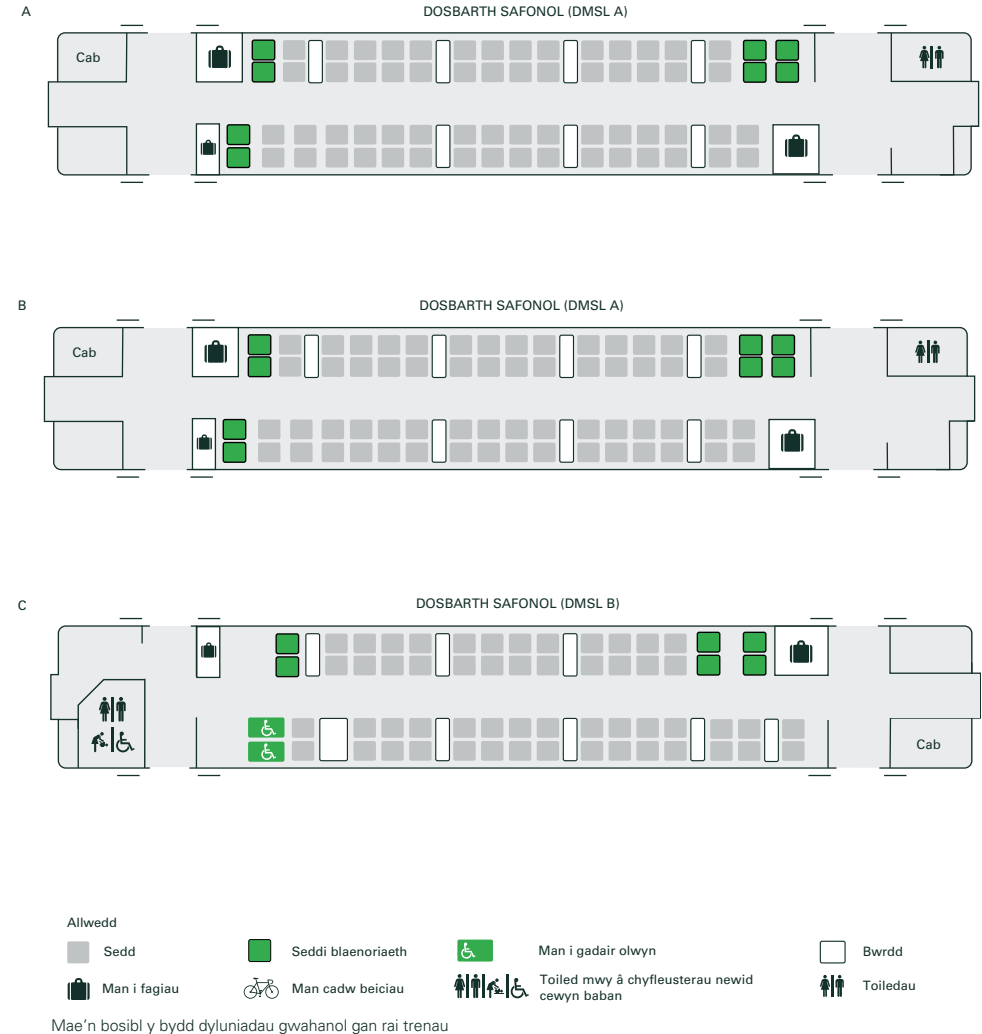 A
DOSBARTH SAFONOL (DMSL A)
Cab
B
DOSBARTH SAFONOL (DMSL A)
Cab
C
DOSBARTH SAFONOL (DMSL B)
Cab
Allwedd
Sedd
Seddi blaenoriaeth
Man i gadair olwyn
Bwrdd
Man i fagiau
Man cadw beiciau
Toiled mwy â chyfleusterau newid
cewyn baban
Toiledau
Mae'n bosibl y bydd dyluniadau gwahanol gan rai trenau